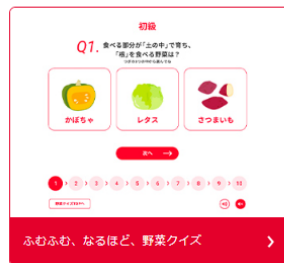 初級
Q1. 食べる部分が「土の中」で育ち、
「根」を食べる野菜は？
かぼちゃ
レタス
さつまいも
次へ →
1 > 2 > 3 > 4 > 5 > 6 > 7 > 8 > 9 > 10
ふむふむ、なるほど、野菜クイズ